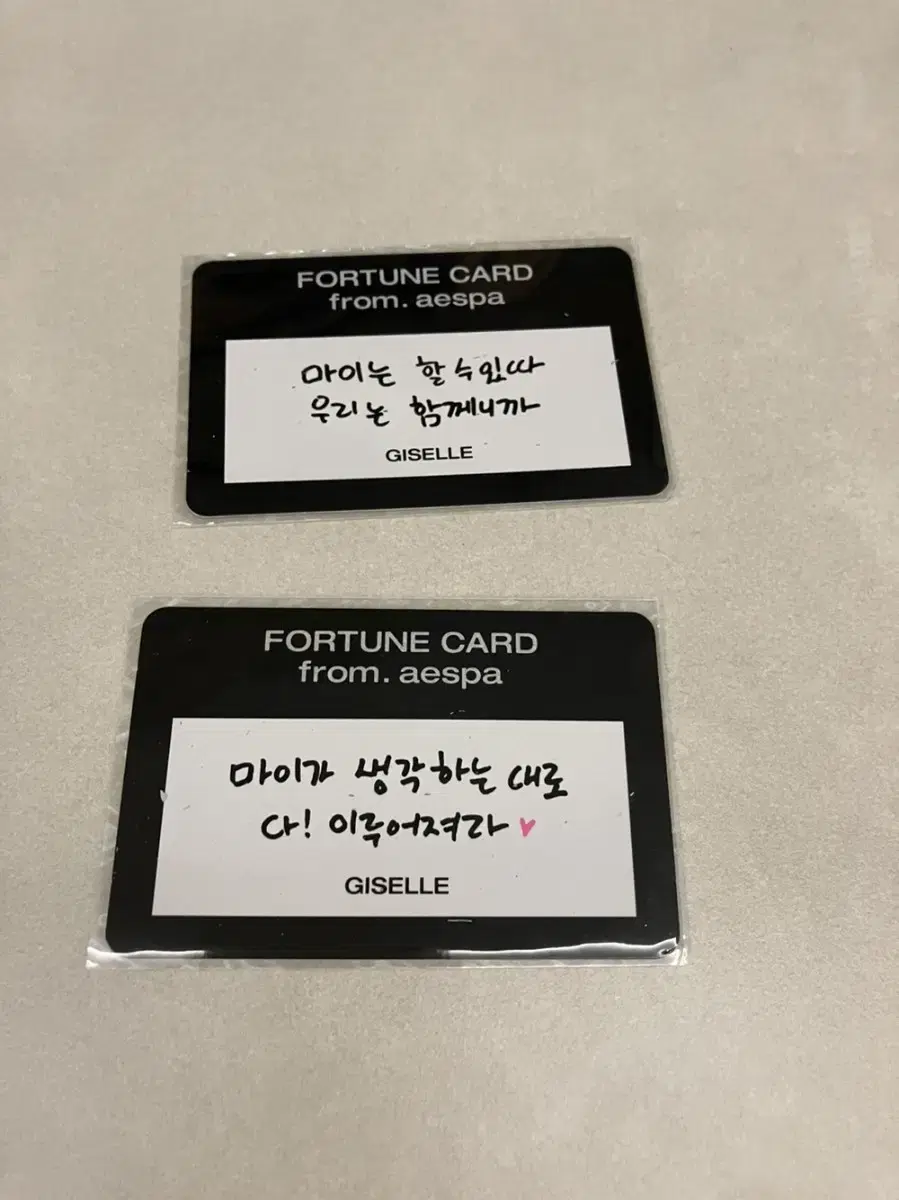 FORTUNE CARD
from. aespa
마이는 할 수 있따
우리는 함께니까
GISELLE
FORTUNE CARD
from. aespa
마이가 생각하는 대로
다! 이루어져라♥
GISELLE